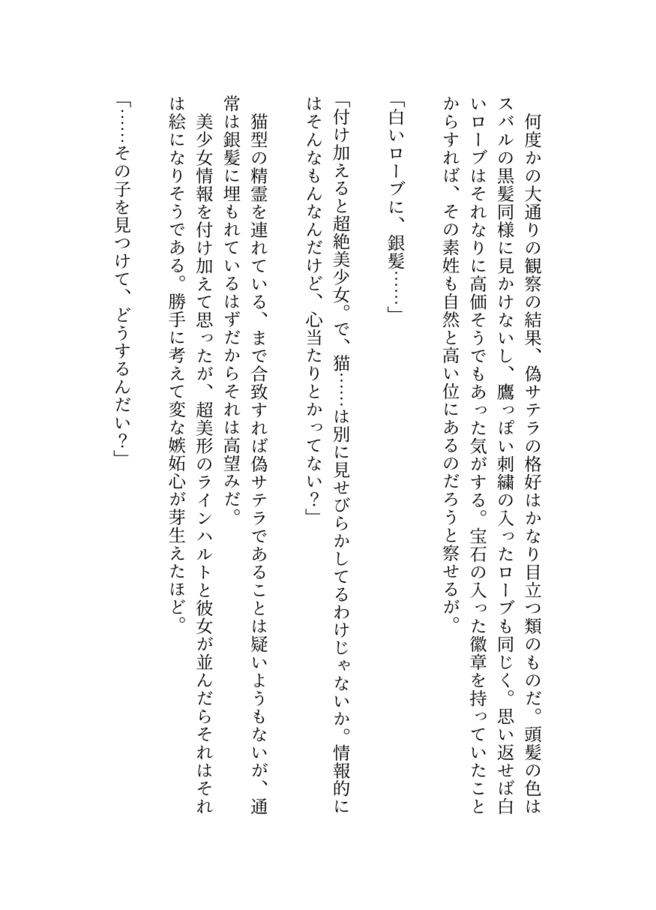 何度かの大通りの観察の結果、偽サテラの格好はかなり目立つ類のものだ。頭髪の色は
スバルの黒髪同様に見かけないし、鷹っぽい刺繍の入ったローブも同じく。思い返せば白
いローブはそれなりに高価そうでもあった気がする。宝石の入った徽章を持っていたこと
からすれば、その素姓も自然と高い位にあるのだろうと察せるが。
「白いローブに、銀髪……」
「付け加えると超絶美少女。で、猫……は別に見せびらかしてるわけじゃないか。情報的に
はそんなもんなんだけど、心当たりとかってない？」
猫型の精霊を連れている、まで合致すれば偽サテラであることは疑いようもないが、通
常は銀髪に埋もれているはずだからそれは高望みだ。
美少女情報を付け加えて思ったが、超美形のラインハルトと彼女が並んだらそれはそれ
は絵になりそうである。勝手に考えて変な嫉妬心が芽生えたほど。
「……その子を見つけて、どうするんだい？」